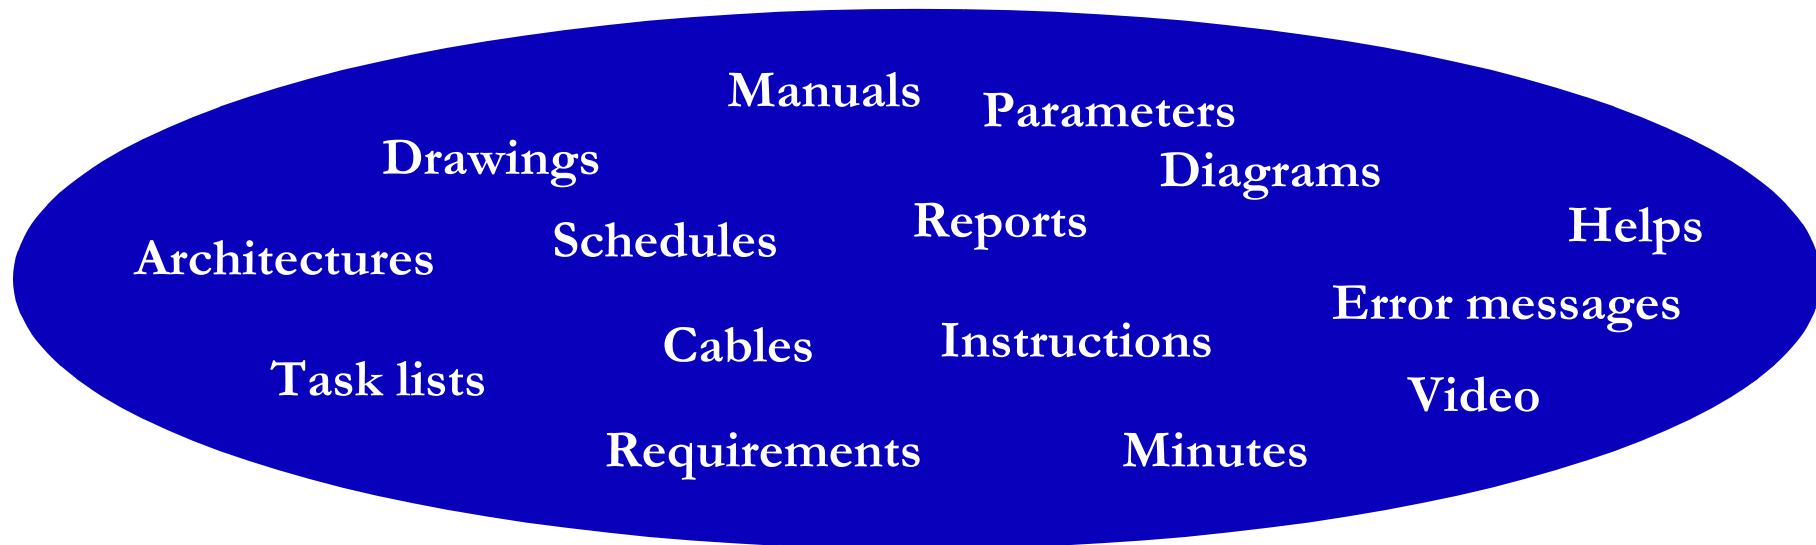 Manuals
Parameters
Drawings
Diagrams
Reports
Helps
Schedules
Architectures
Error messages
Instructions
Cables
Task lists
Video
Requirements
Minutes